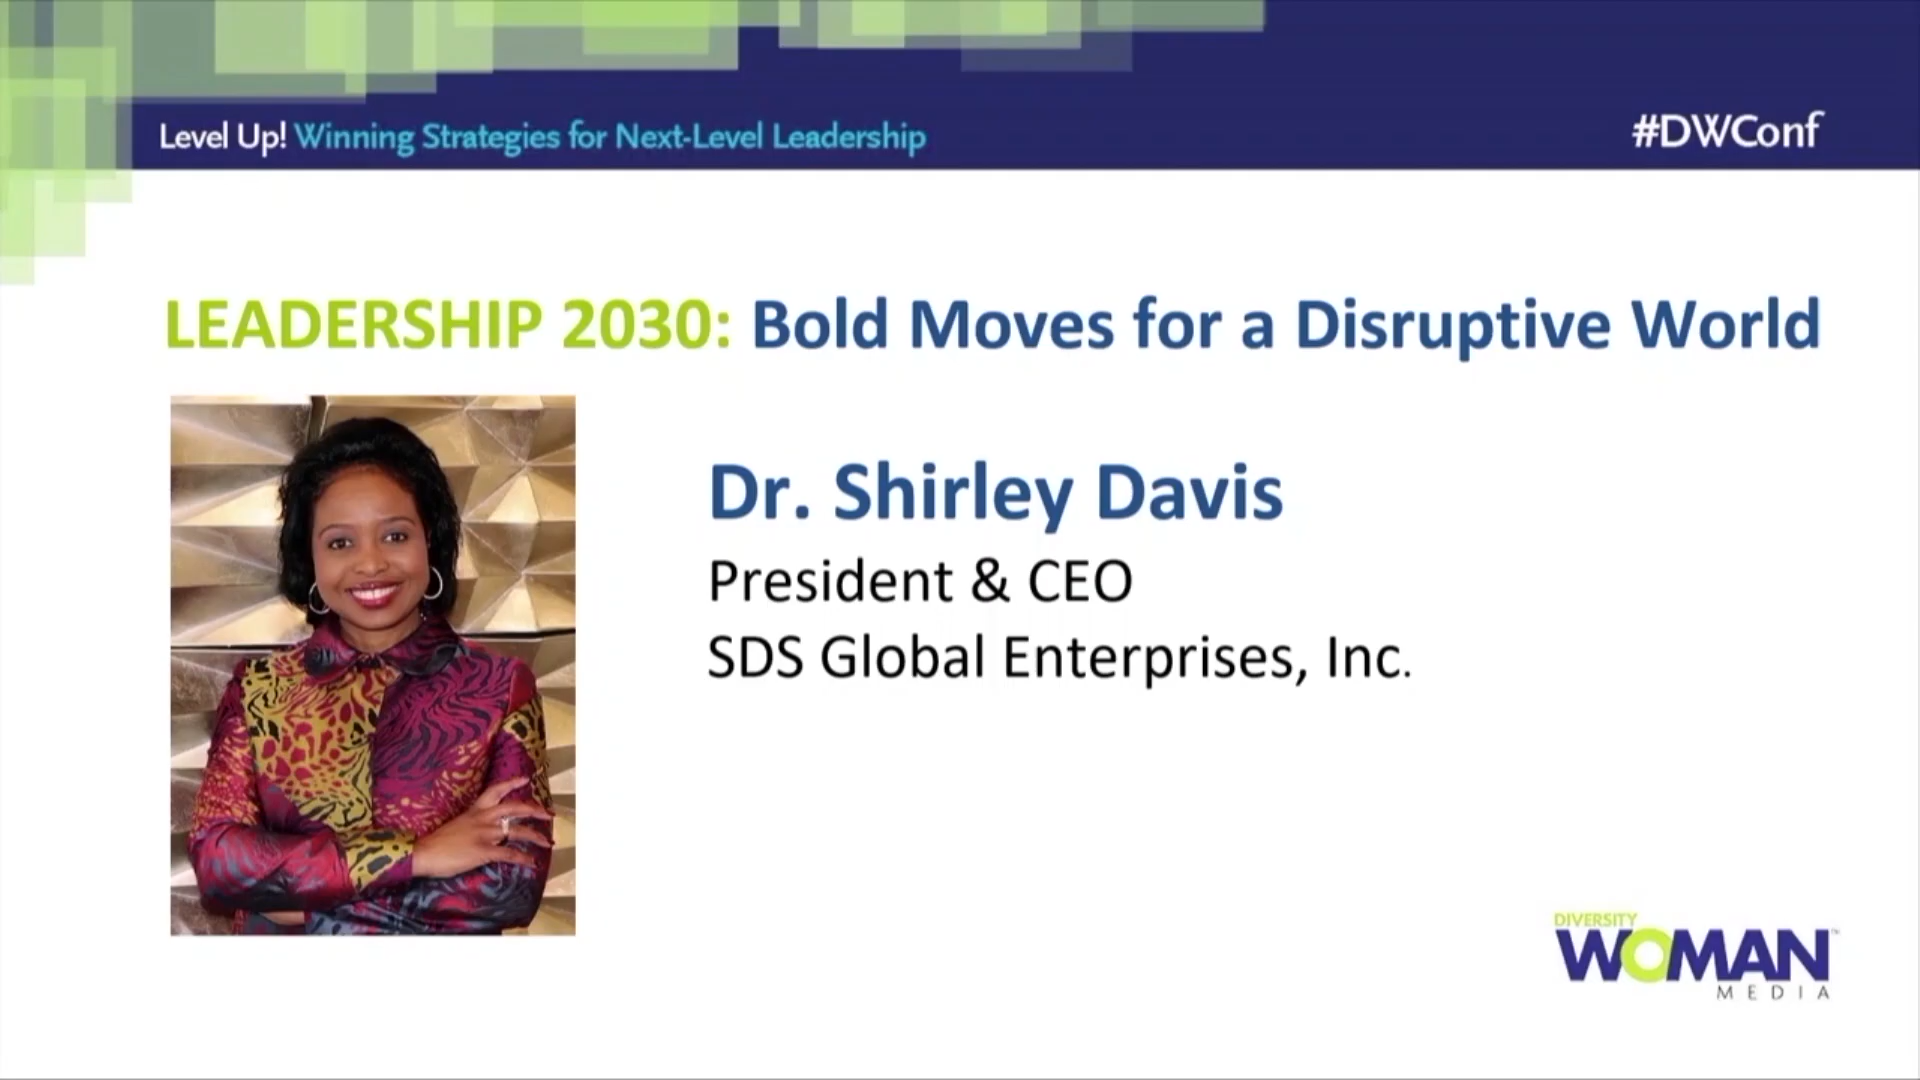 Level Up! Winning Strategies for Next-Level Leadership
#DWConf
LEADERSHIP 2030: Bold Moves for a Disruptive World
Dr. Shirley Davis
President & CEO
SDS Global Enterprises, Inc.
DIVERSITY
WOMAN™
MEDIA